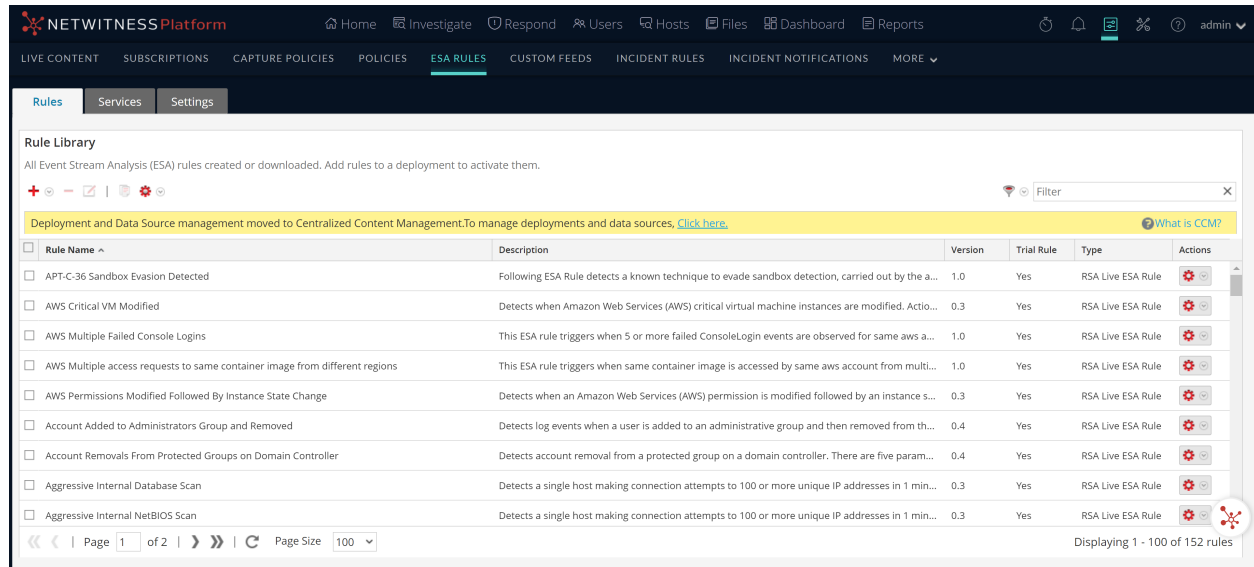 NETWITNESS Platform Home Investigate Respond Users Hosts Files Dashboard Reports admin
LIVE CONTENT SUBSCRIPTIONS CAPTURE POLICIES POLICIES ESA RULES CUSTOM FEEDS INCIDENT RULES INCIDENT NOTIFICATIONS MORE
Rules Services Settings
Rule Library
All Event Stream Analysis (ESA) rules created or downloaded. Add rules to a deployment to activate them.
Filter
Deployment and Data Source management moved to Centralized Content Management.To manage deployments and data sources, Click here. What is CCM?
Rule Name Description Version Trial Rule Type Actions
APT-C-36 Sandbox Evasion Detected Following ESA Rule detects a known technique to evade sandbox detection, carried out by the a... 1.0 Yes RSA Live ESA Rule
AWS Critical VM Modified Detects when Amazon Web Services (AWS) critical virtual machine instances are modified. Actio... 0.3 Yes RSA Live ESA Rule
AWS Multiple Failed Console Logins This ESA rule triggers when 5 or more failed ConsoleLogin events are observed for same aws a... 1.0 Yes RSA Live ESA Rule
AWS Multiple access requests to same container image from different regions This ESA rule triggers when same container image is accessed by same aws account from multi... 1.0 Yes RSA Live ESA Rule
AWS Permissions Modified Followed By Instance State Change Detects when an Amazon Web Services (AWS) permission is modified followed by an instance s... 0.3 Yes RSA Live ESA Rule
Account Added to Administrators Group and Removed Detects log events when a user is added to an administrative group and then removed from th... 0.4 Yes RSA Live ESA Rule
Account Removals From Protected Groups on Domain Controller Detects account removal from a protected group on a domain controller. There are five param... 0.4 Yes RSA Live ESA Rule
Aggressive Internal Database Scan Detects a single host making connection attempts to 100 or more unique IP addresses in 1 min... 0.3 Yes RSA Live ESA Rule
Aggressive Internal NetBIOS Scan Detects a single host making connection attempts to 100 or more unique IP addresses in 1 min... 0.3 Yes RSA Live ESA Rule
Page 1 of 2 Page Size 100 Displaying 1 - 100 of 152 rules